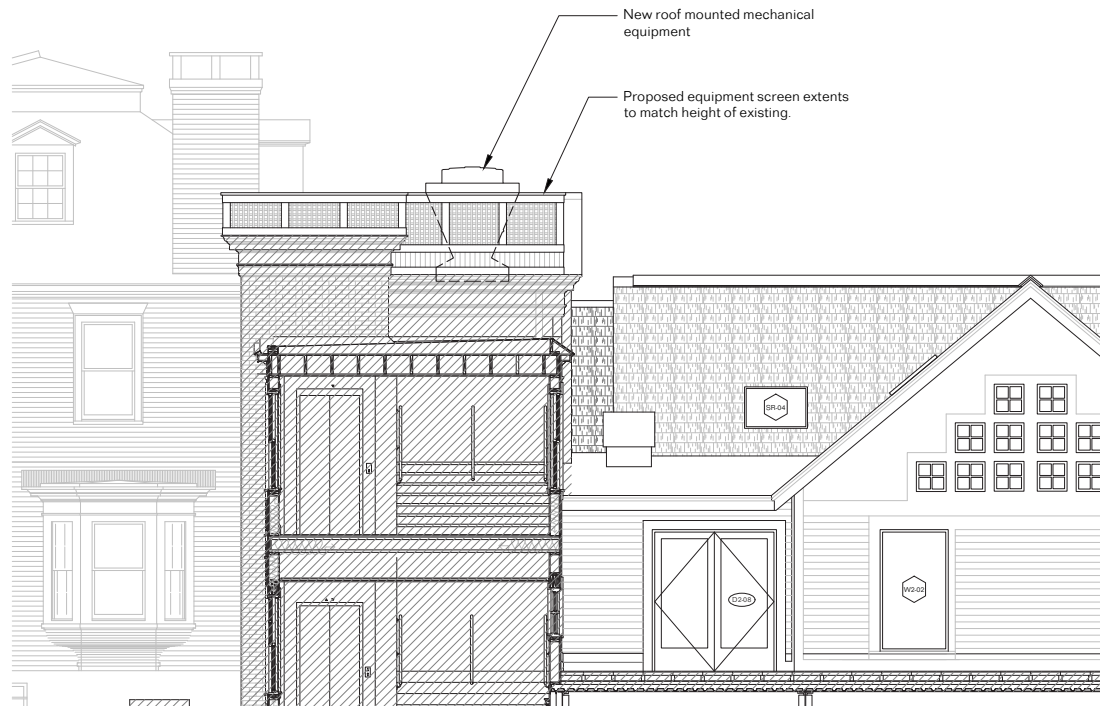 New roof mounted mechanical
equipment
Proposed equipment screen extents
to match height of existing.
SR-04
W2-02
D2-08